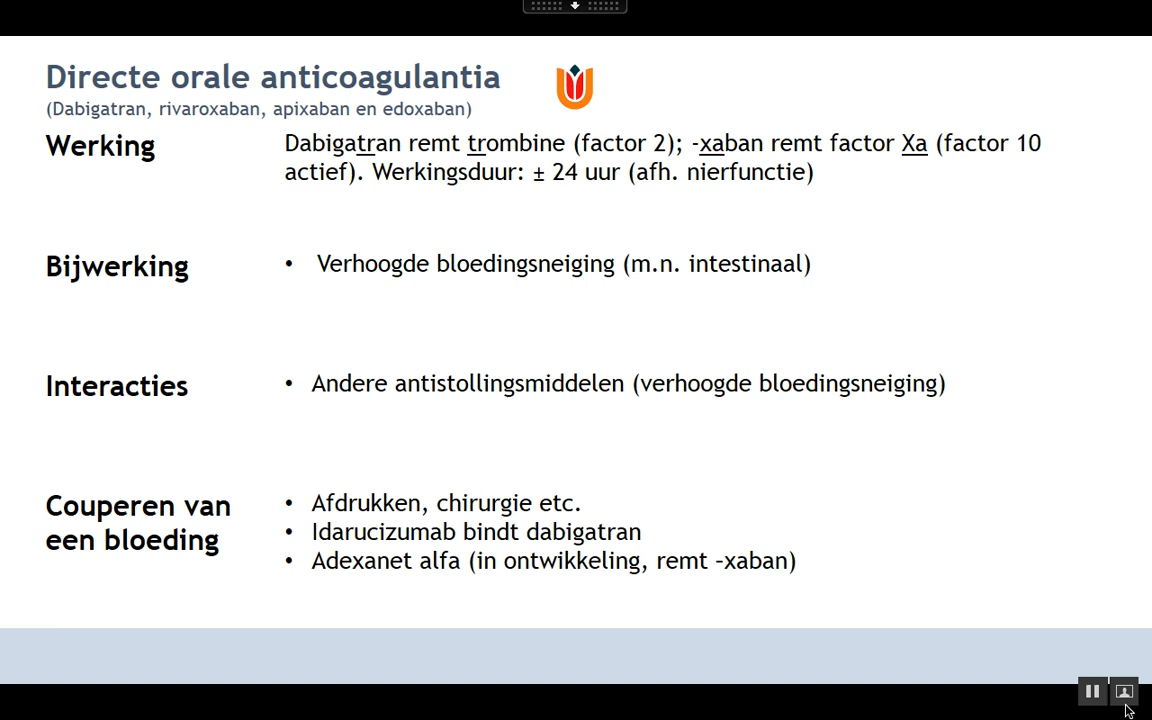 Directe orale anticoagulantia
(Dabigatran, rivaroxaban, apixaban en edoxaban)
Werking
Dabigatran remt trombine (factor 2); -xaban remt factor Xa (factor 10
actief). Werkingsduur: ± 24 uur (afh. nierfunctie)
Bijwerking
• Verhoogde bloedingsneiging (m.n. intestinaal)
Interacties
• Andere antistollingsmiddelen (verhoogde bloedingsneiging)
Couperen van
een bloeding
• Afdrukken, chirurgie etc.
• Idarucizumab bindt dabigatran
• Adexanet alfa (in ontwikkeling, remt –xaban)